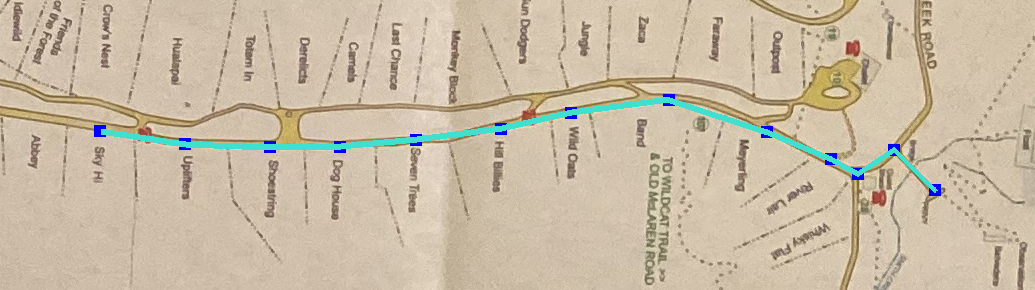 Idlewild
Friends
of the Forest
Crow's Nest
Hualapai
Totem In
Derelicts
Camels
Last Chance
Monkey Block
Sun Dodgers
Jungle
Zaca
Faraway
Outpost
EEK ROAD
Abbey
Sky Hi
Uplifters
Shoestring
Dog House
Seven Trees
Hill Billies
Wild Oats
Band
Meyerling
TO WILDCAT TRAIL >>
& OLD McLAREN ROAD
River Lair
Whisky Flat